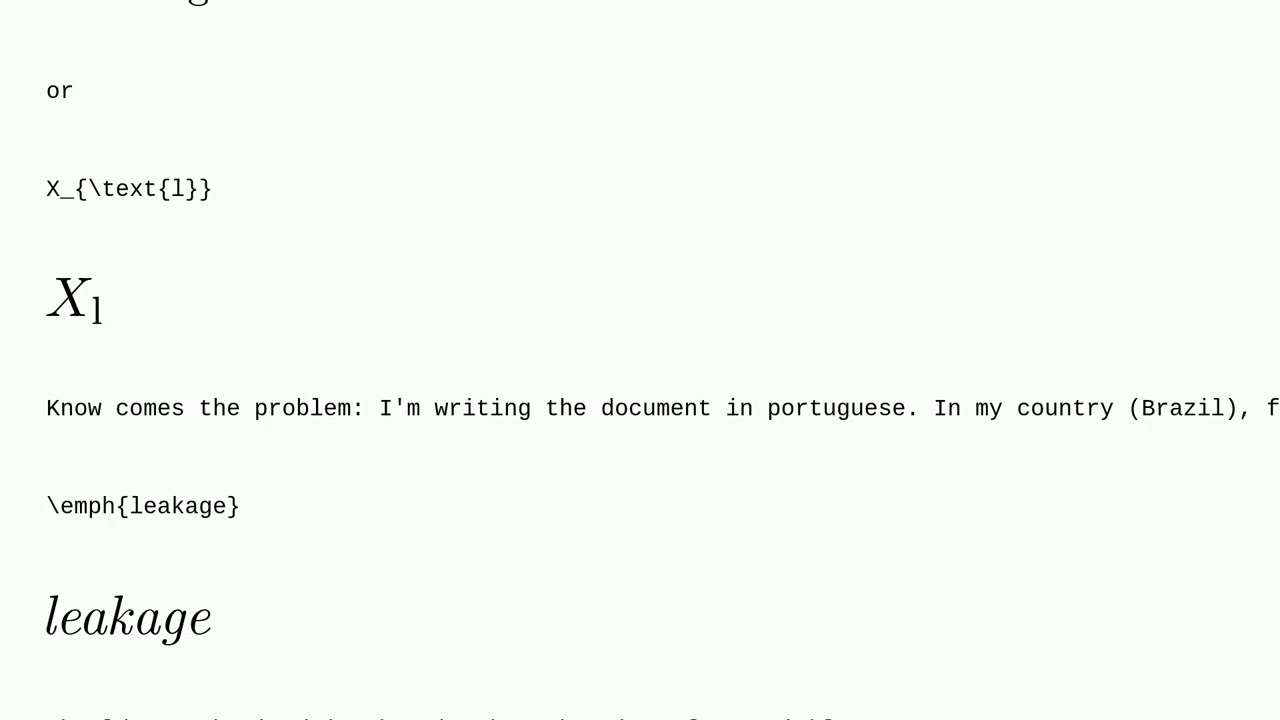 or
X_{\text{l}}
X_l
Know comes the problem: I'm writing the document in portuguese. In my country (Brazil),
\emph{leakage}
leakage